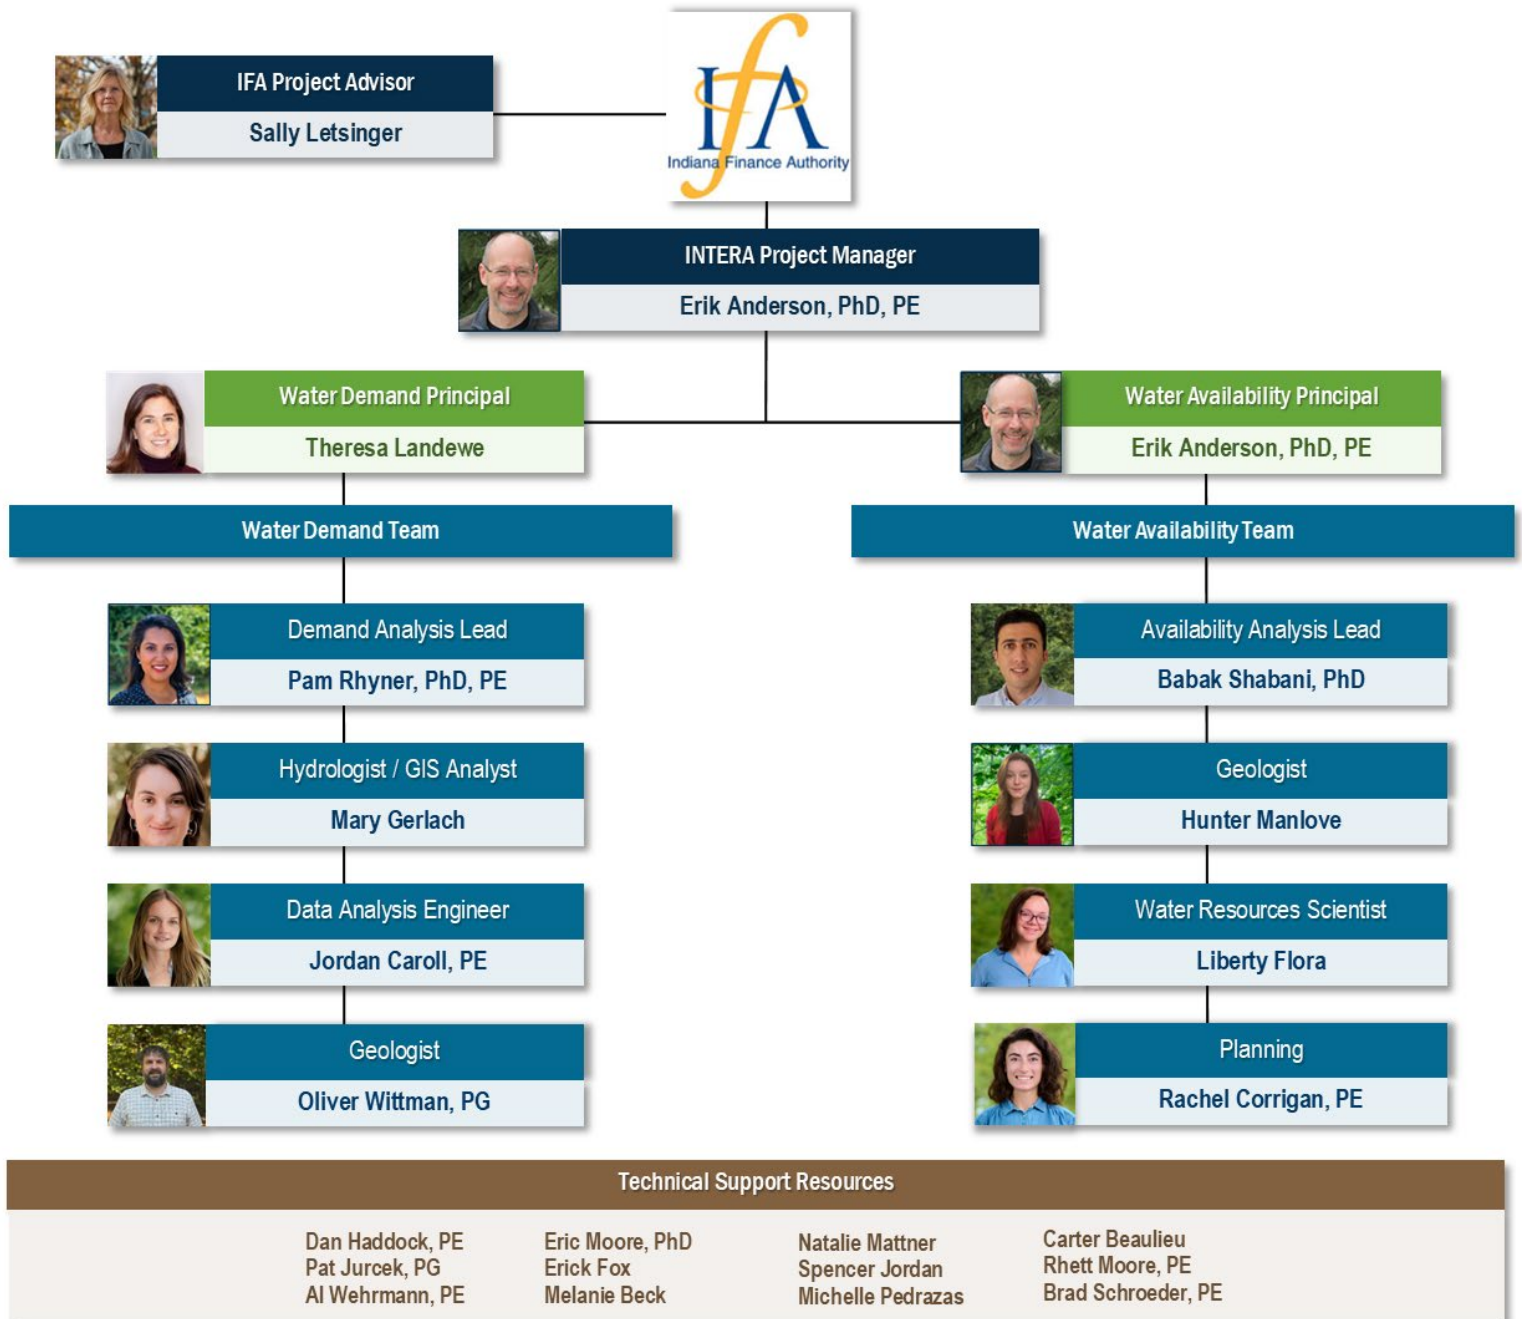 IFA Project Advisor
Sally Letsinger
IFA
Indiana Finance Authority
INTERA Project Manager
Erik Anderson, PhD, PE
Water Demand Principal
Theresa Landewe
Water Availability Principal
Erik Anderson, PhD, PE
Water Demand Team
Water Availability Team
Demand Analysis Lead
Pam Rhyner, PhD, PE
Availability Analysis Lead
Babak Shabani, PhD
Hydrologist / GIS Analyst
Mary Gerlach
Geologist
Hunter Manlove
Data Analysis Engineer
Jordan Caroll, PE
Water Resources Scientist
Liberty Flora
Geologist
Oliver Wittman, PG
Planning
Rachel Corrigan, PE
Technical Support Resources
Dan Haddock, PE
Pat Jurcek, PG
Al Wehrmann, PE
Eric Moore, PhD
Erick Fox
Melanie Beck
Natalie Mattner
Spencer Jordan
Michelle Pedrazas
Carter Beaulieu
Rhett Moore, PE
Brad Schroeder, PE